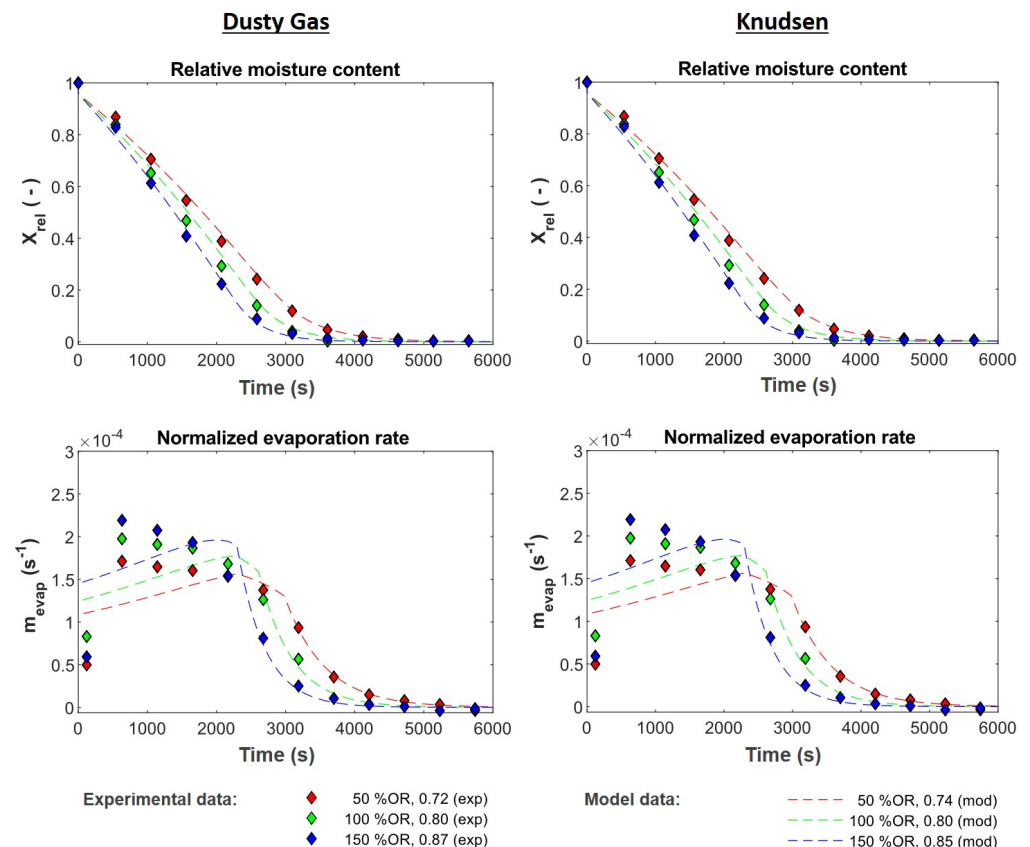 Dusty Gas
Relative moisture content
1
0.8
0.6
0.4
0.2
0
X_rel ( - )
0 1000 2000 3000 4000 5000 6000
Time (s)
×10^-4
Normalized evaporation rate
3
2.5
2
1.5
1
0.5
0
m_evap (s^-1)
0 1000 2000 3000 4000 5000 6000
Time (s)
Knudsen
Relative moisture content
1
0.8
0.6
0.4
0.2
0
X_rel ( - )
0 1000 2000 3000 4000 5000 6000
Time (s)
×10^-4
Normalized evaporation rate
3
2.5
2
1.5
1
0.5
0
m_evap (s^-1)
0 1000 2000 3000 4000 5000 6000
Time (s)
Experimental data:
50 %OR, 0.72 (exp)
100 %OR, 0.80 (exp)
150 %OR, 0.87 (exp)
Model data:
50 %OR, 0.74 (mod)
100 %OR, 0.80 (mod)
150 %OR, 0.85 (mod)